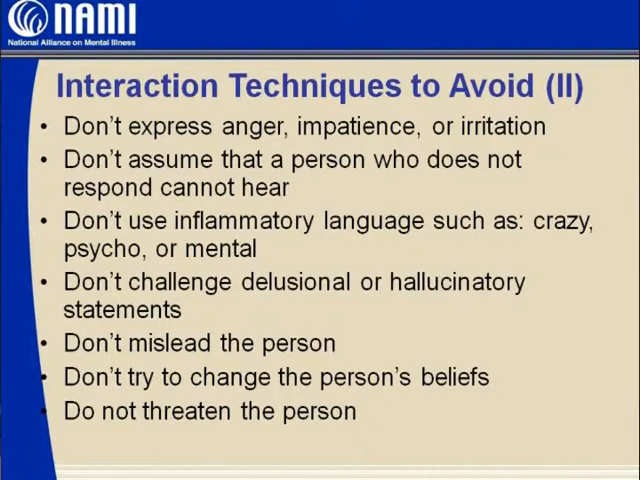 NAMI
National Alliance on Mental Illness
Interaction Techniques to Avoid (II)
• Don't express anger, impatience, or irritation
• Don't assume that a person who does not
respond cannot hear
• Don't use inflammatory language such as: crazy,
psycho, or mental
• Don't challenge delusional or hallucinatory
statements
• Don't mislead the person
• Don't try to change the person's beliefs
• Do not threaten the person